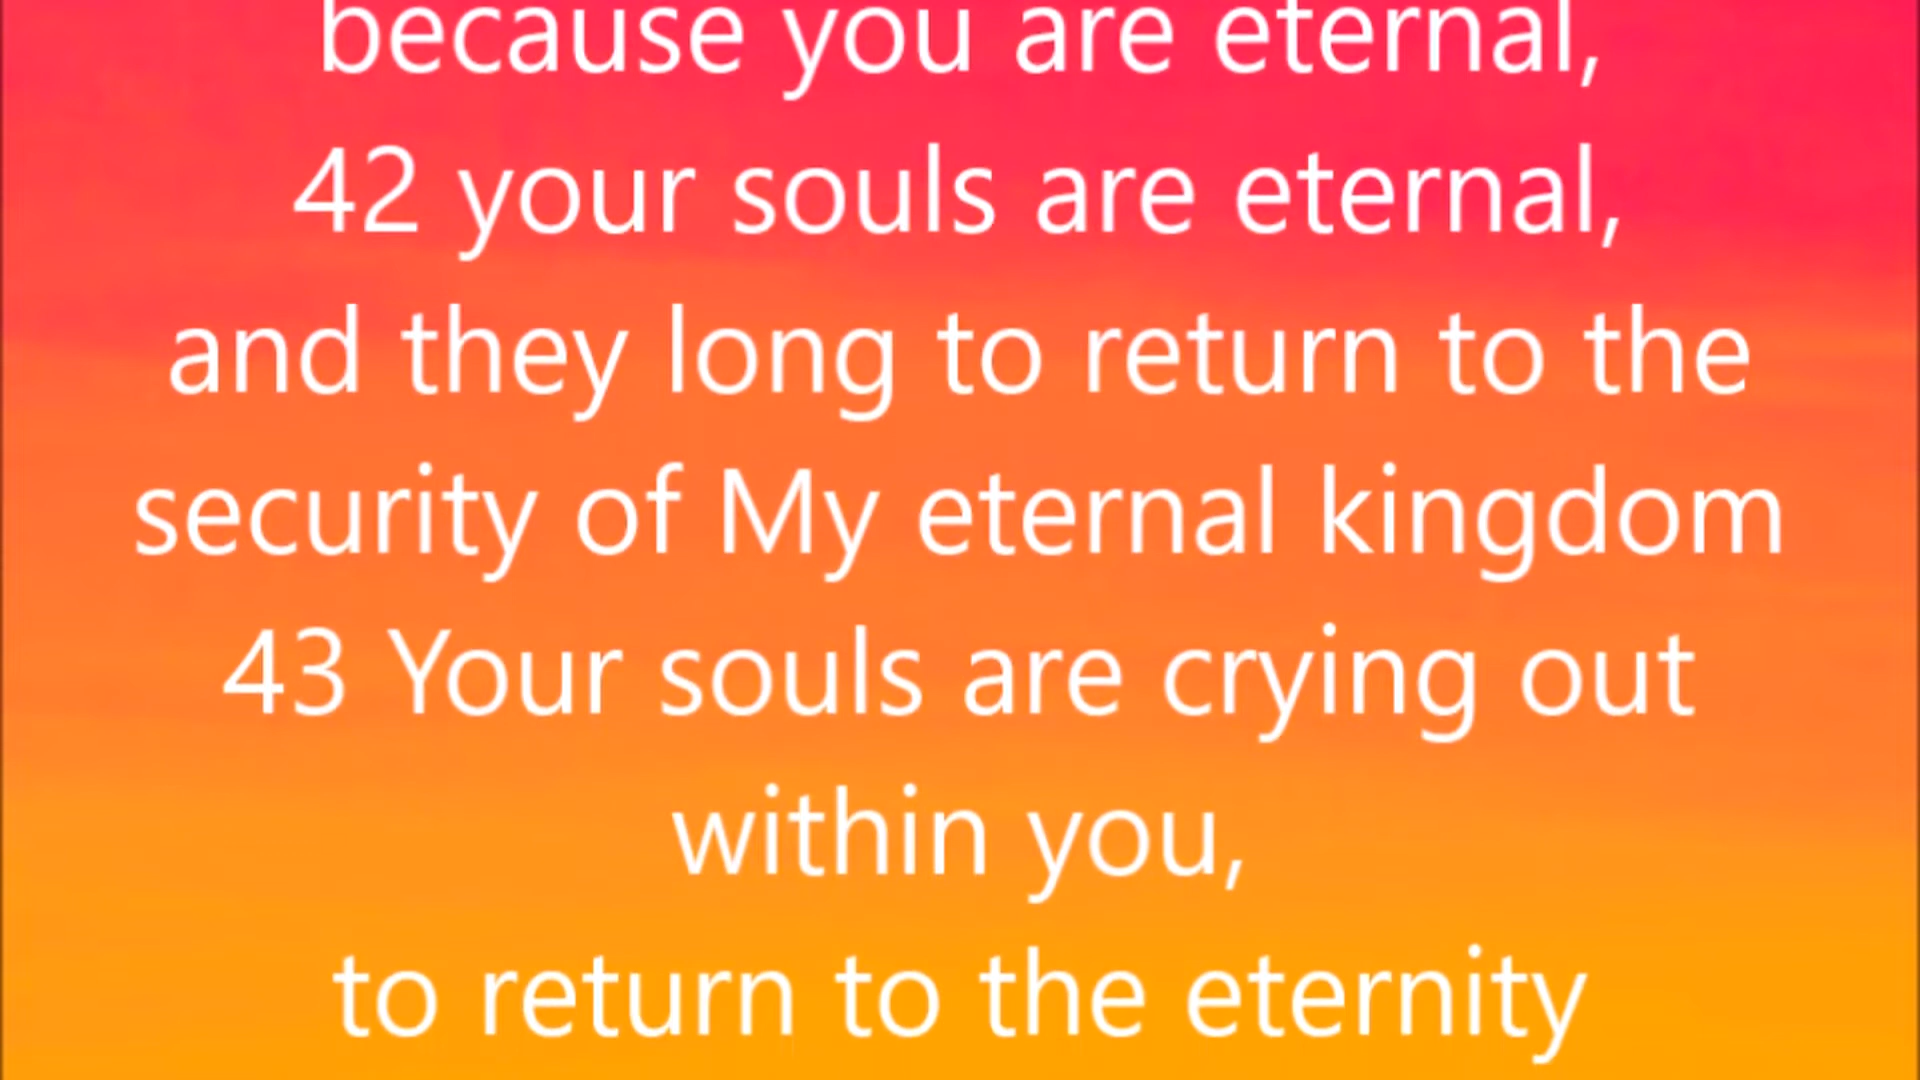 because you are eternal,
42 your souls are eternal,
and they long to return to the
security of My eternal kingdom
43 Your souls are crying out
within you,
to return to the eternity